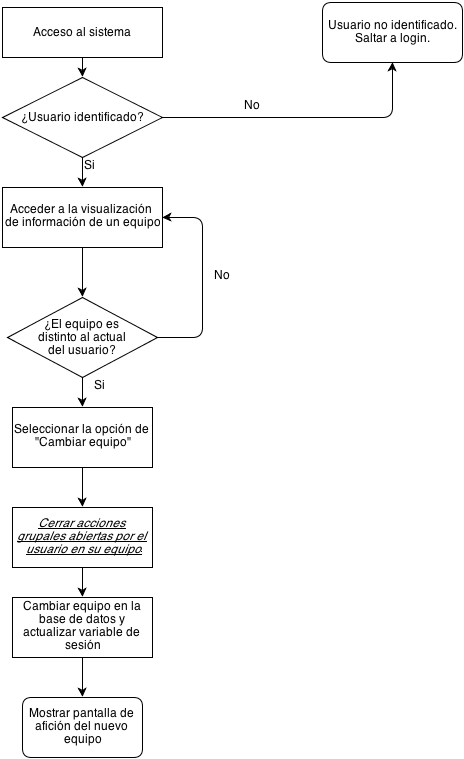 Acceso al sistema
Usuario no identificado.
Saltar a login.
¿Usuario identificado?
No
Si
Acceder a la visualización
de información de un equipo
No
¿El equipo es
distinto al actual
del usuario?
Si
Seleccionar la opción de
"Cambiar equipo"
Cerrar acciones
grupales abiertas por el
usuario en su equipo
Cambiar equipo en la
base de datos y
actualizar variable de
sesión
Mostrar pantalla de
afición del nuevo
equipo